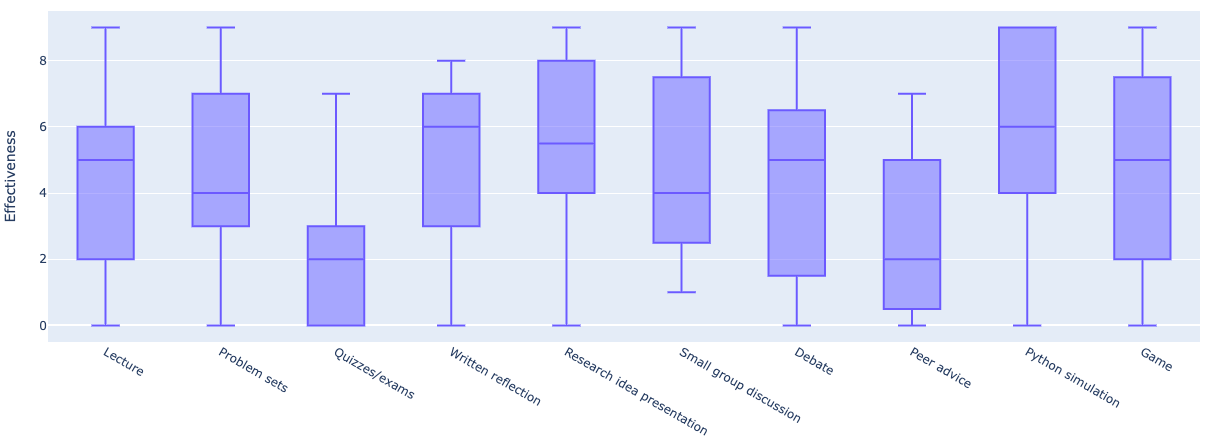 Effectiveness
8
6
4
2
0
Lecture
Problem sets
Quizzes/exams
Written reflection
Research idea presentation
Small group discussion
Debate
Peer advice
Python simulation
Game